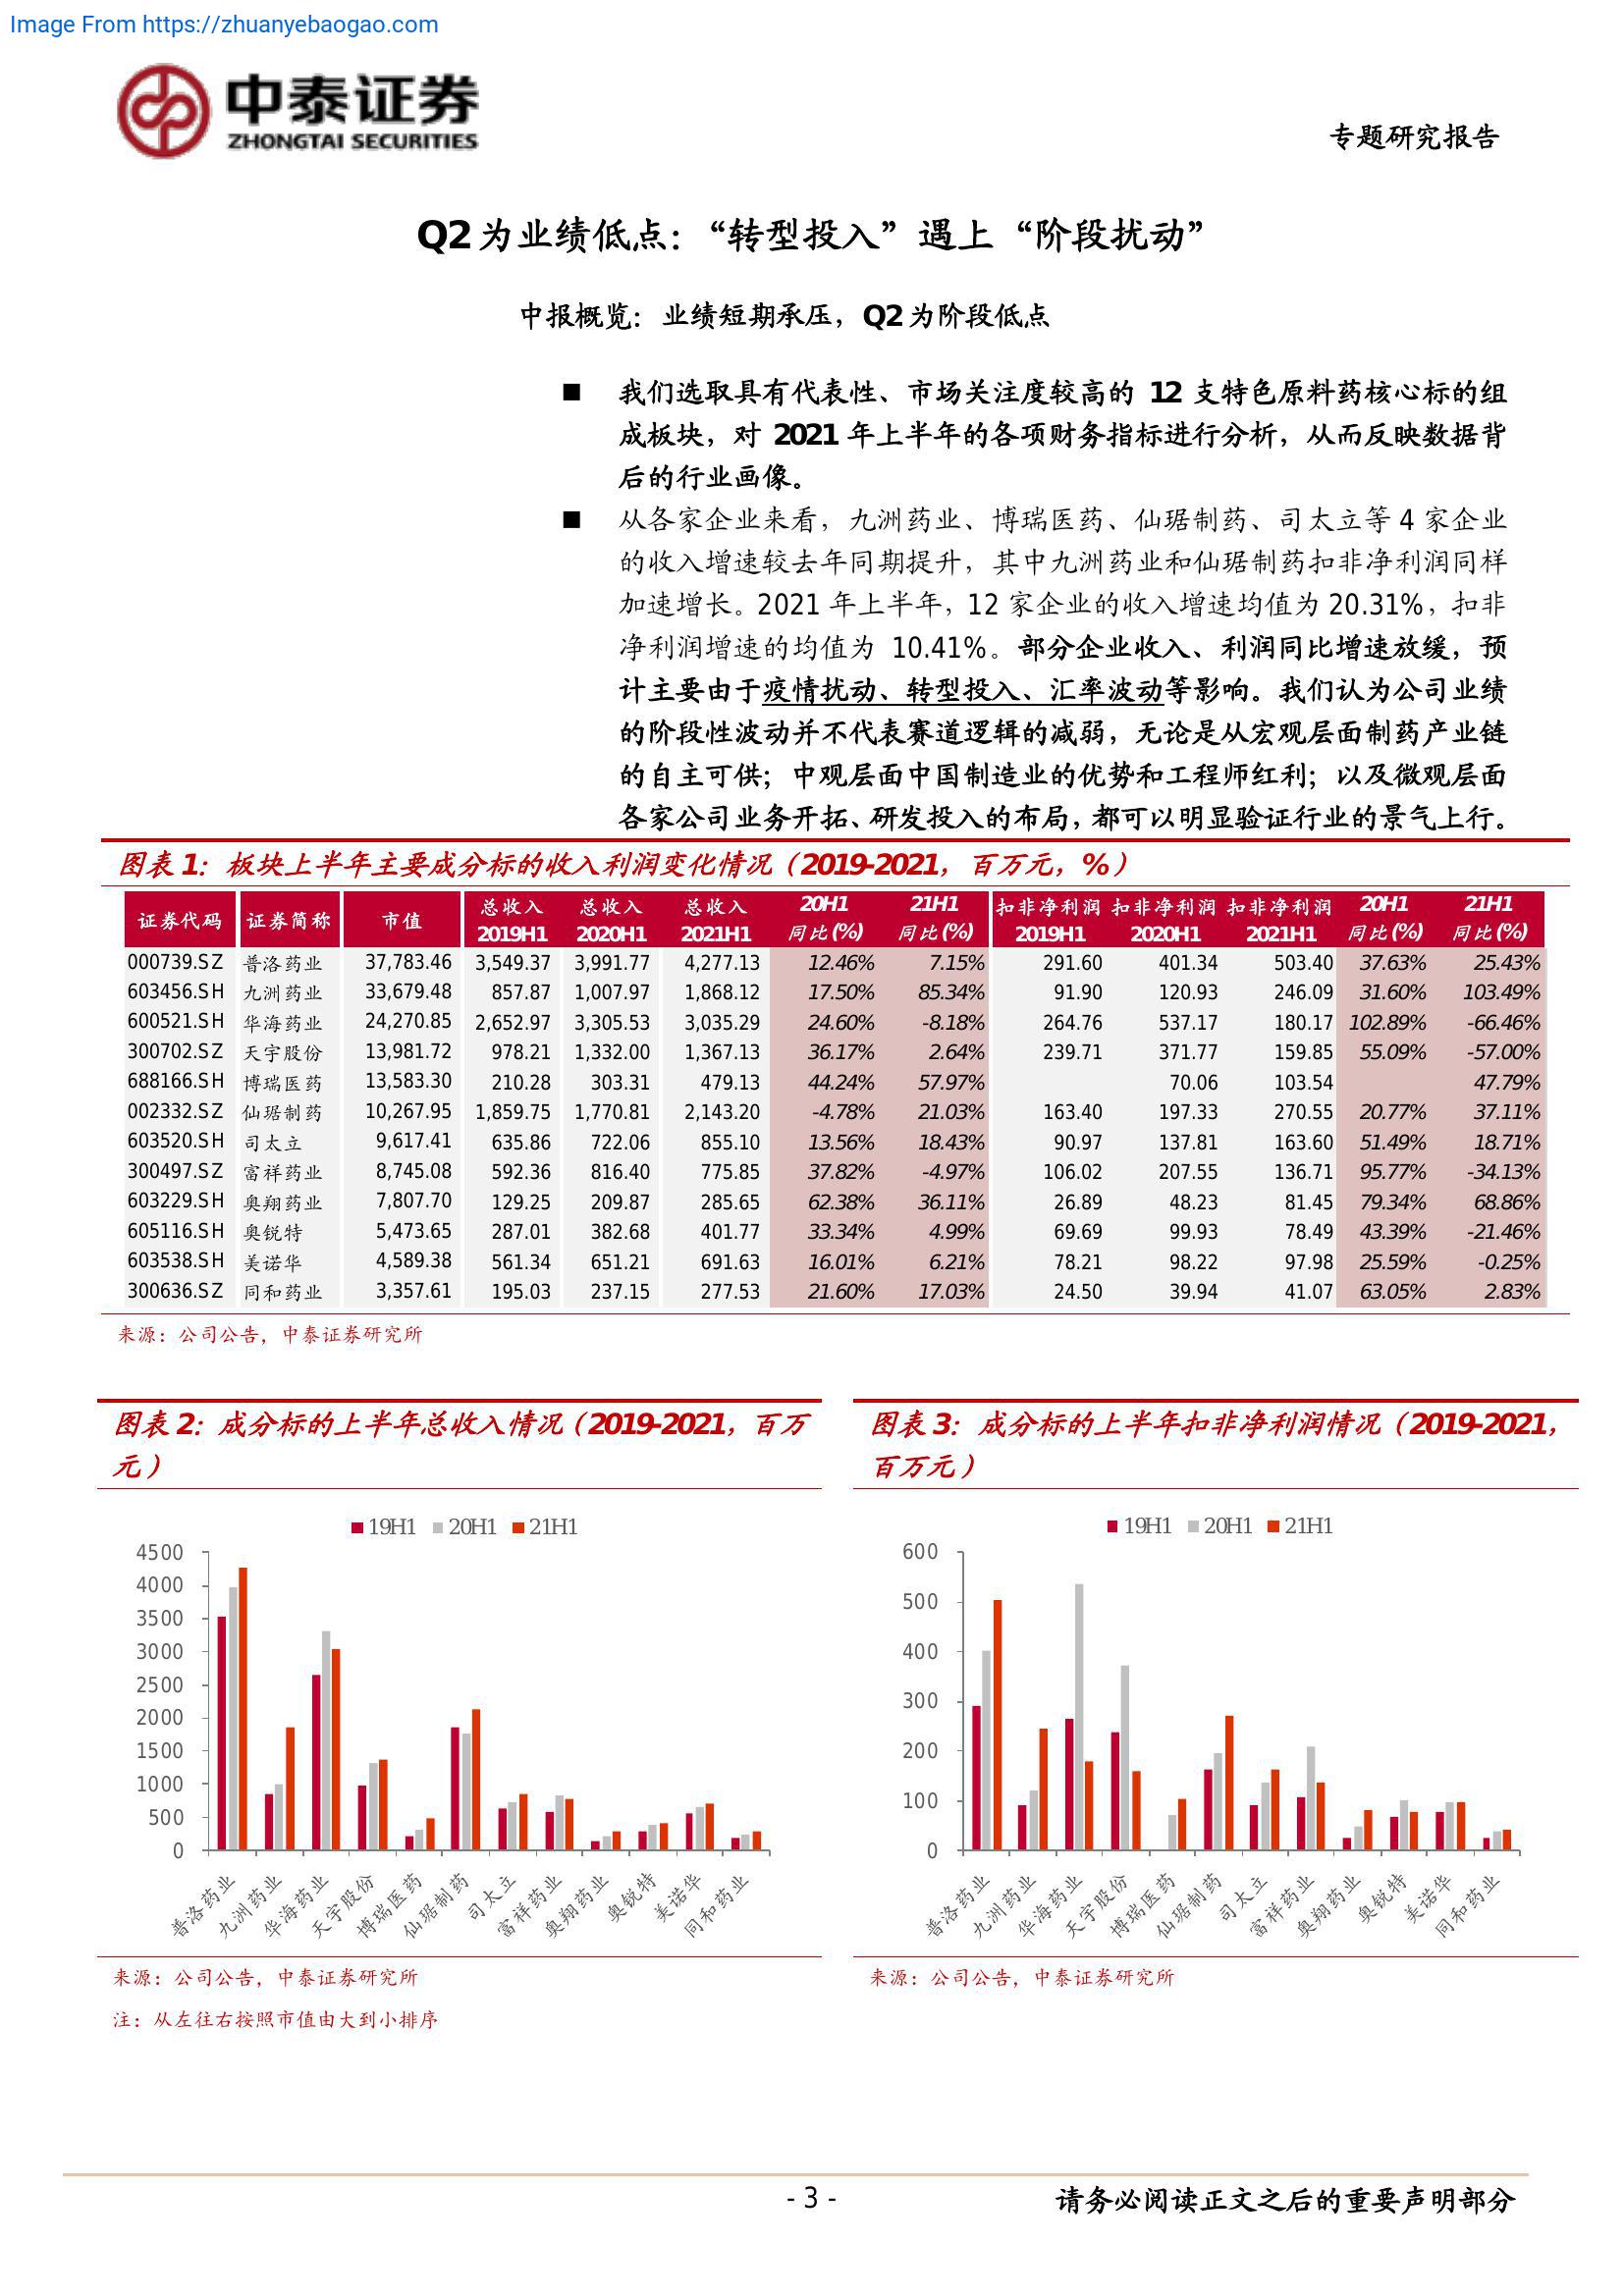 Image From https://zhuanyebaogao.com
中泰证券
ZHONGTAI SECURITIES
专题研究报告
Q2为业绩低点：“转型投入”遇上“阶段扰动”
中报概览：业绩短期承压，Q2为阶段低点
■ 我们选取具有代表性、市场关注度较高的 12 支特色原料药核心标的组
成板块，对 2021 年上半年的各项财务指标进行分析，从而反映数据背
后的行业画像。
■ 从各家企业来看，九洲药业、博瑞医药、仙琚制药、司太立等 4 家企业
的收入增速较去年同期提升，其中九洲药业和仙琚制药扣非净利润同样
加速增长。2021 年上半年，12 家企业的收入增速均值为 20.31%，扣非
净利润增速的均值为 10.41%。部分企业收入、利润同比增速放缓，预
计主要由于疫情扰动、转型投入、汇率波动等影响。我们认为公司业绩
的阶段性波动并不代表赛道逻辑的减弱，无论是从宏观层面制药产业链
的自主可供；中观层面中国制造业的优势和工程师红利；以及微观层面
各家公司业务开拓、研发投入的布局，都可以明显验证行业的景气上行。
图表 1：板块上半年主要成分标的收入利润变化情况（2019-2021，百万元，%）
证券代码 证券简称 市值 总收入 2019H1 总收入 2020H1 总收入 2021H1 20H1 同比(%) 21H1 同比(%) 扣非净利润 2019H1 扣非净利润 2020H1 扣非净利润 2021H1 20H1 同比(%) 21H1 同比(%)
000739.SZ 普洛药业 37,783.46 3,549.37 3,991.77 4,277.13 12.46% 7.15% 291.60 401.34 503.40 37.63% 25.43%
603456.SH 九洲药业 33,679.48 857.87 1,007.97 1,868.12 17.50% 85.34% 91.90 120.93 246.09 31.60% 103.49%
600521.SH 华海药业 24,270.85 2,652.97 3,305.53 3,035.29 24.60% -8.18% 264.76 537.17 180.17 102.89% -66.46%
300702.SZ 天宇股份 13,981.72 978.21 1,332.00 1,367.13 36.17% 2.64% 239.71 371.77 159.85 55.09% -57.00%
688166.SH 博瑞医药 13,583.30 210.28 303.31 479.13 44.24% 57.97% 70.06 103.54 47.79%
002332.SZ 仙琚制药 10,267.95 1,859.75 1,770.81 2,143.20 -4.78% 21.03% 163.40 197.33 270.55 20.77% 37.11%
603520.SH 司太立 9,617.41 635.86 722.06 855.10 13.56% 18.43% 90.97 137.81 163.60 51.49% 18.71%
300497.SZ 富祥药业 8,745.08 592.36 816.40 775.85 37.82% -4.97% 106.02 207.55 136.71 95.77% -34.13%
603229.SH 奥翔药业 7,807.70 129.25 209.87 285.65 62.38% 36.11% 26.89 48.23 81.45 79.34% 68.86%
605116.SH 奥锐特 5,473.65 287.01 382.68 401.77 33.34% 4.99% 69.69 99.93 78.49 43.39% -21.46%
603538.SH 美诺华 4,589.38 561.34 651.21 691.63 16.01% 6.21% 78.21 98.22 97.98 25.59% -0.25%
300636.SZ 同和药业 3,357.61 195.03 237.15 277.53 21.60% 17.03% 24.50 39.94 41.07 63.05% 2.83%
来源：公司公告，中泰证券研究所
图表 2：成分标的上半年总收入情况（2019-2021，百万
元）
19H1 20H1 21H1
4500
4000
3500
3000
2500
2000
1500
1000
500
0
普洛药业 九洲药业 华海药业 天宇股份 博瑞医药 仙琚制药 司太立 富祥药业 奥翔药业 奥锐特 美诺华 同和药业
来源：公司公告，中泰证券研究所
注：从左往右按照市值由大到小排序
图表 3：成分标的上半年扣非净利润情况（2019-2021，
百万元）
19H1 20H1 21H1
600
500
400
300
200
100
0
普洛药业 九洲药业 华海药业 天宇股份 博瑞医药 仙琚制药 司太立 富祥药业 奥翔药业 奥锐特 美诺华 同和药业
来源：公司公告，中泰证券研究所
- 3 -
请务必阅读正文之后的重要声明部分